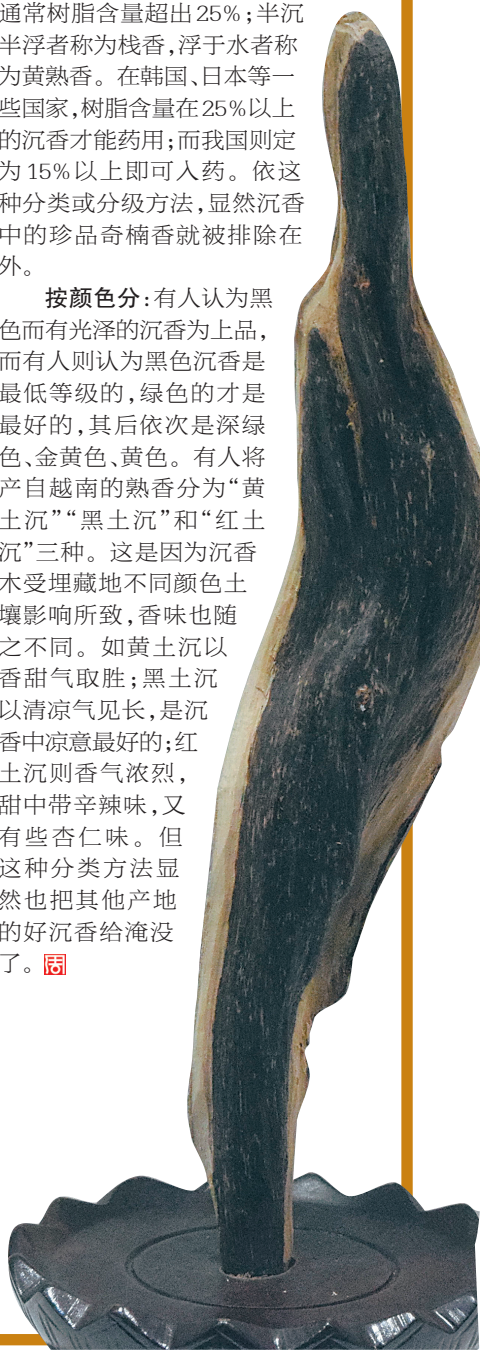 通常树脂含量超出25%；半沉
半浮者称为栈香，浮于水者称
为黄熟香。在韩国、日本等一
些国家，树脂含量在25%以上
的沉香才能药用；而我国则定
为15%以上即可入药。依这
种分类或分级方法，显然沉香
中的珍品奇楠香就被排除在
外。
按颜色分：有人认为黑
色而有光泽的沉香为上品，
而有人则认为黑色沉香是
最低等级的，绿色的才是
最好的，其后依次是深绿
色、金黄色、黄色。有人将
产自越南的熟香分为“黄
土沉”“黑土沉”和“红土
沉”三种。这是因为沉香
木受埋藏地不同颜色土
壤影响所致，香味也随
之不同。如黄土沉以
香甜气取胜；黑土沉
以清凉气见长，是沉
香中凉意最好的；红
土沉则香气浓烈，
甜中带辛辣味，又
有些杏仁味。但
这种分类方法显
然也把其他产地
的好沉香给淹没
了。